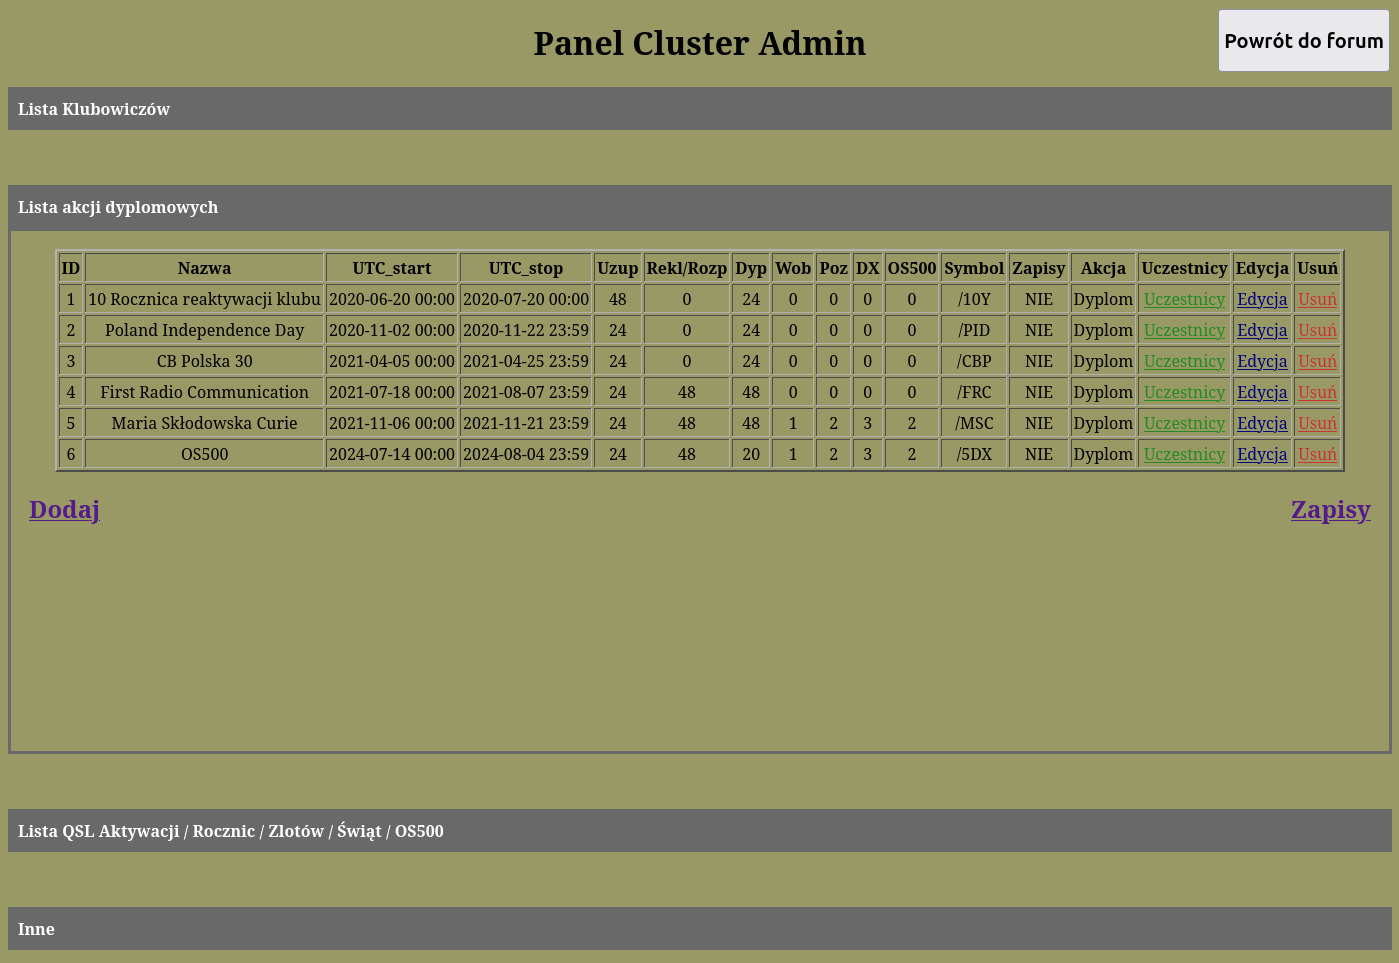 Panel Cluster Admin
Powrót do forum
Lista Klubowiczów
Lista akcji dyplomowych
ID Nazwa UTC_start UTC_stop Uzup Rekl/Rozp Dyp Wob Poz DX OS500 Symbol Zapisy Akcja Uczestnicy Edycja Usuń
1 10 Rocznica reaktywacji klubu 2020-06-20 00:00 2020-07-20 00:00 48 0 24 0 0 0 0 /10Y NIE Dyplom Uczestnicy Edycja Usuń
2 Poland Independence Day 2020-11-02 00:00 2020-11-22 23:59 24 0 24 0 0 0 0 /PID NIE Dyplom Uczestnicy Edycja Usuń
3 CB Polska 30 2021-04-05 00:00 2021-04-25 23:59 24 0 24 0 0 0 0 /CBP NIE Dyplom Uczestnicy Edycja Usuń
4 First Radio Communication 2021-07-18 00:00 2021-08-07 23:59 24 48 48 0 0 0 0 /FRC NIE Dyplom Uczestnicy Edycja Usuń
5 Maria Skłodowska Curie 2021-11-06 00:00 2021-11-21 23:59 24 48 48 1 2 3 2 /MSC NIE Dyplom Uczestnicy Edycja Usuń
6 OS500 2024-07-14 00:00 2024-08-04 23:59 24 48 20 1 2 3 2 /5DX NIE Dyplom Uczestnicy Edycja Usuń
Dodaj Zapisy
Lista QSL Aktywacji / Rocznic / Zlotów / Świąt / OS500
Inne